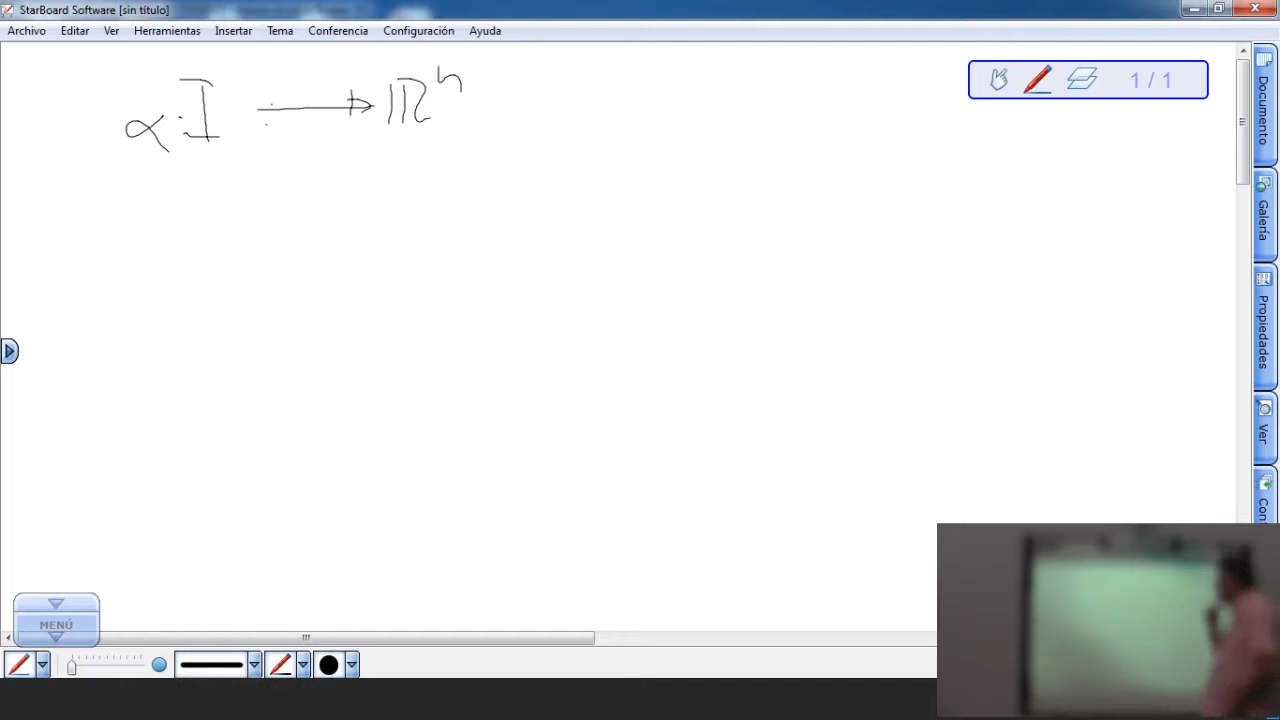 StarBoard Software [sin título]
Archivo Editar Ver Herramientas Insertar Tema Conferencia Configuración Ayuda
α: I → ℝⁿ
1 / 1
Documento
Galería
Propiedades
Ver
Cont
MENÚ